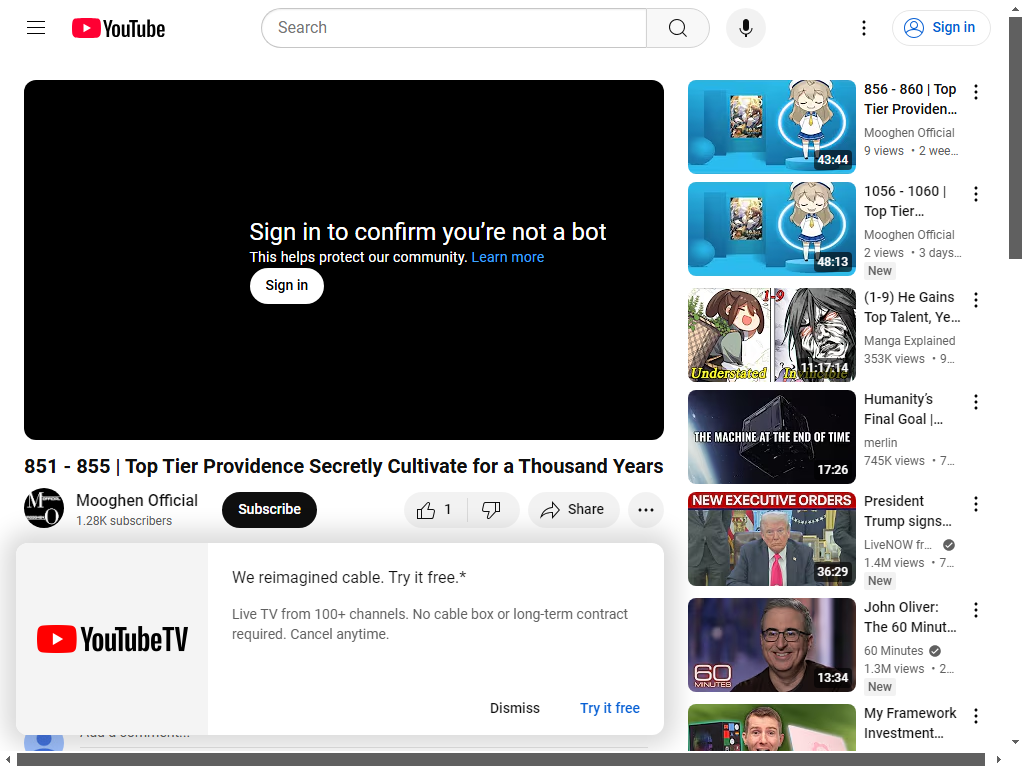 YouTube
Search
Sign in
Sign in to confirm you’re not a bot
This helps protect our community. Learn more
Sign in
851 - 855 | Top Tier Providence Secretly Cultivate for a Thousand Years
Mooghen Official
1.28K subscribers
Subscribe
1
Share
We reimagined cable. Try it free.*
Live TV from 100+ channels. No cable box or long-term contract
required. Cancel anytime.
YouTubeTV
Dismiss
Try it free
Add a comment...
43:44
856 - 860 | Top
Tier Providen…
Mooghen Official
9 views • 2 wee…
48:13
1056 - 1060 |
Top Tier…
Mooghen Official
2 views • 3 days…
New
1-9
Understated
Invincible
11:17:14
(1-9) He Gains
Top Talent, Ye…
Manga Explained
353K views • 9…
THE MACHINE AT THE END OF TIME
17:26
Humanity’s
Final Goal |…
merlin
745K views • 7…
NEW EXECUTIVE ORDERS
36:29
President
Trump signs…
LiveNOW fr…
1.4M views • 7…
New
60
MINUTES
13:34
John Oliver:
The 60 Minut…
60 Minutes
1.3M views • 2…
New
My Framework
Investment…